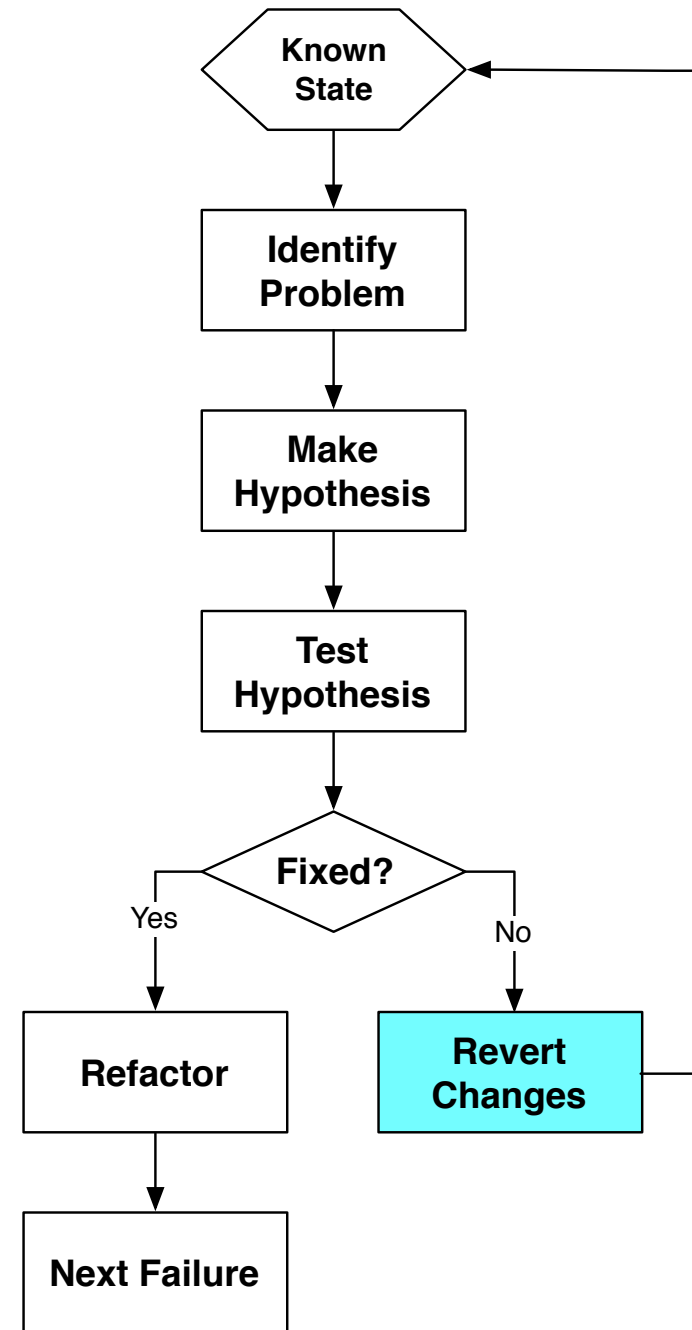 Known
State
Identify
Problem
Make
Hypothesis
Test
Hypothesis
Fixed?
Yes
No
Refactor
Revert
Changes
Next Failure